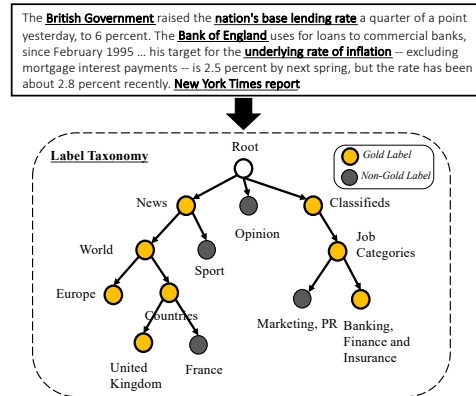 The British Government raised the nation's base lending rate a quarter of a point
yesterday, to 6 percent. The Bank of England uses for loans to commercial banks,
since February 1995 ... his target for the underlying rate of inflation -- excluding
mortgage interest payments -- is 2.5 percent by next spring, but the rate has been
about 2.8 percent recently. New York Times report
Label Taxonomy
Root
Gold Label
Non-Gold Label
News
Opinion
Classifieds
World
Sport
Job
Categories
Europe
Countries
Marketing, PR
Banking,
Finance and
Insurance
United
Kingdom
France